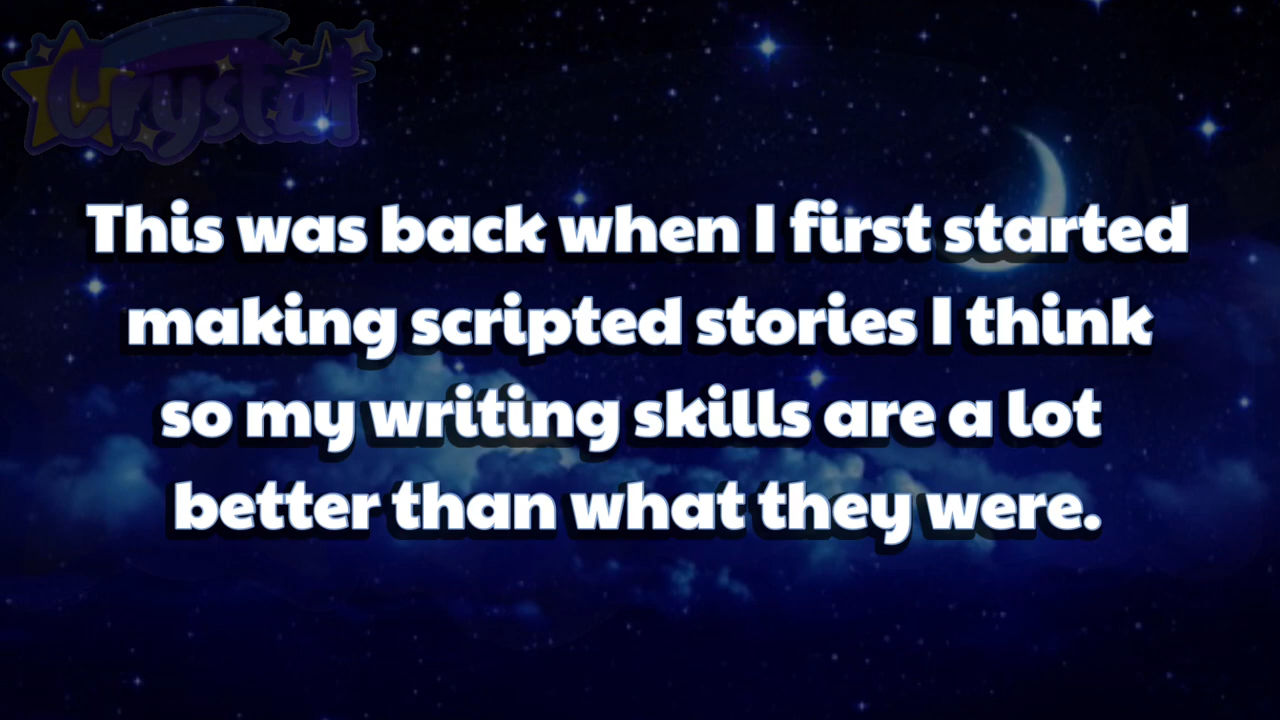 Crystal
This was back when I first started
making scripted stories I think
so my writing skills are a lot
better than what they were.